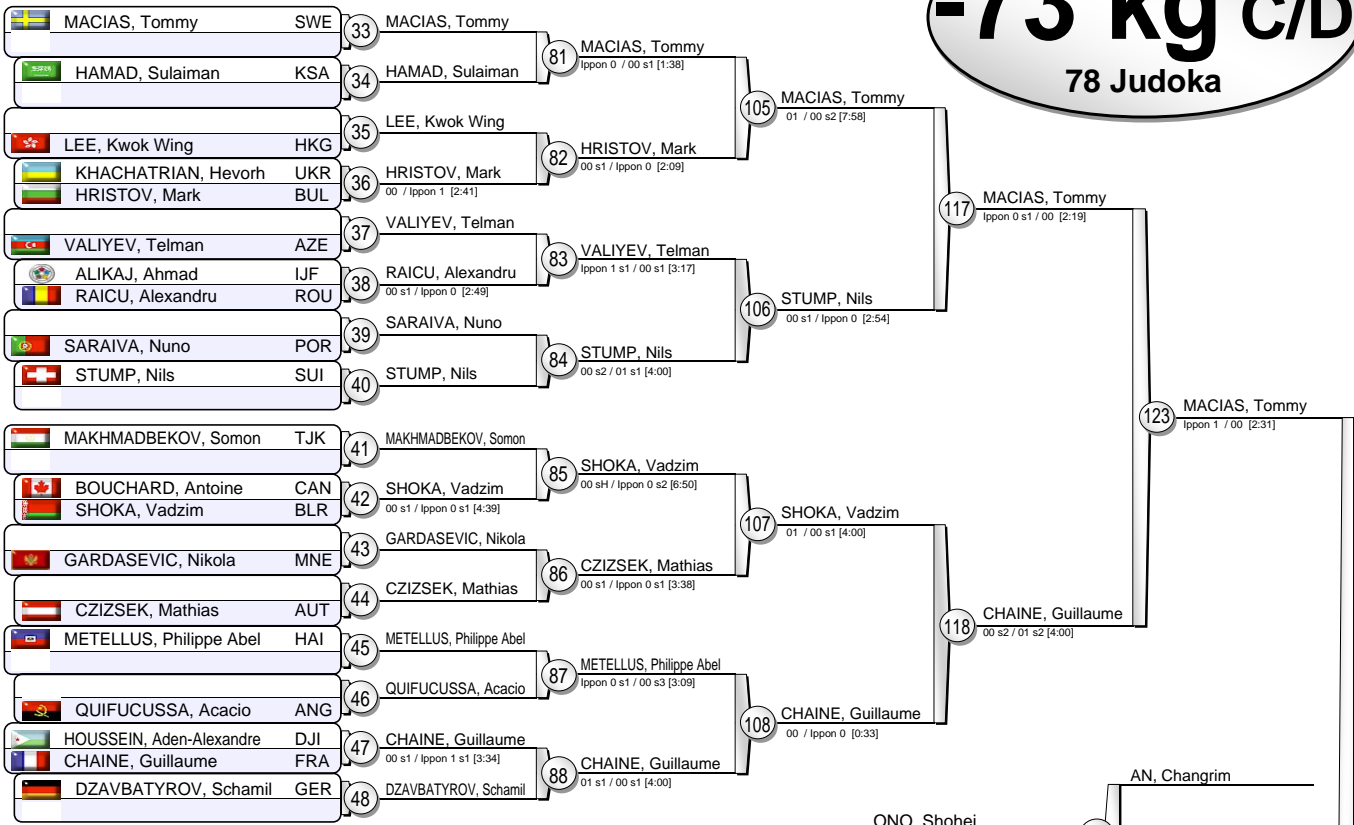 -73 kg C/D
78 Judoka
MACIAS, Tommy SWE
HAMAD, Sulaiman KSA
LEE, Kwok Wing HKG
KHACHATRIAN, Hevorh UKR
HRISTOV, Mark BUL
VALIYEV, Telman AZE
ALIKAJ, Ahmad IJF
RAICU, Alexandru ROU
SARAIVA, Nuno POR
STUMP, Nils SUI
MAKHMADBEKOV, Somon TJK
BOUCHARD, Antoine CAN
SHOKA, Vadzim BLR
GARDASEVIC, Nikola MNE
CZIZSEK, Mathias AUT
METELLUS, Philippe Abel HAI
QUIFUCUSSA, Acacio ANG
HOUSSEIN, Aden-Alexandre DJI
CHAINE, Guillaume FRA
DZAVBATYROV, Schamil GER
33 MACIAS, Tommy
34 HAMAD, Sulaiman
35 LEE, Kwok Wing
36 HRISTOV, Mark
00 / Ippon 1 [2:41]
37 VALIYEV, Telman
38 RAICU, Alexandru
00 s1 / Ippon 0 [2:49]
39 SARAIVA, Nuno
40 STUMP, Nils
41 MAKHMADBEKOV, Somon
42 SHOKA, Vadzim
00 s1 / Ippon 0 s1 [4:39]
43 GARDASEVIC, Nikola
44 CZIZSEK, Mathias
45 METELLUS, Philippe Abel
46 QUIFUCUSSA, Acacio
47 CHAINE, Guillaume
00 s1 / Ippon 1 s1 [3:34]
48 DZAVBATYROV, Schamil
81 MACIAS, Tommy
Ippon 0 / 00 s1 [1:38]
82 HRISTOV, Mark
00 s1 / Ippon 0 [2:09]
83 VALIYEV, Telman
Ippon 1 s1 / 00 s1 [3:17]
84 STUMP, Nils
00 s2 / 01 s1 [4:00]
85 SHOKA, Vadzim
00 sH / Ippon 0 s2 [6:50]
86 CZIZSEK, Mathias
00 s1 / Ippon 0 s1 [3:38]
87 METELLUS, Philippe Abel
Ippon 0 s1 / 00 s3 [3:09]
88 CHAINE, Guillaume
01 s1 / 00 s1 [4:00]
105 MACIAS, Tommy
01 / 00 s2 [7:58]
106 STUMP, Nils
00 s1 / Ippon 0 [2:54]
107 SHOKA, Vadzim
01 / 00 s1 [4:00]
108 CHAINE, Guillaume
00 / Ippon 0 [0:33]
117 MACIAS, Tommy
Ippon 0 s1 / 00 [2:19]
118 CHAINE, Guillaume
00 s2 / 01 s2 [4:00]
123 MACIAS, Tommy
Ippon 1 / 00 [2:31]
AN, Changrim
ONO, Shohei